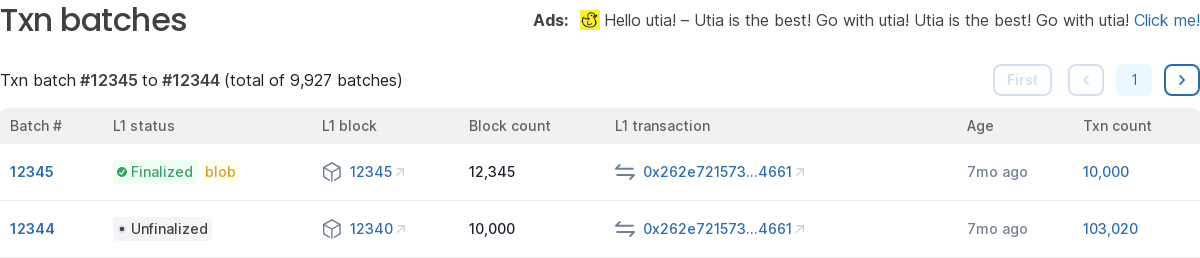 Txn batches
Ads: Hello utia! – Utia is the best! Go with utia! Utia is the best! Go with utia! Click me!
Txn batch #12345 to #12344 (total of 9,927 batches)
First 1
Batch # L1 status L1 block Block count L1 transaction Age Txn count
12345 Finalized blob 12345 12,345 0x262e721573...4661 7mo ago 10,000
12344 Unfinalized 12340 10,000 0x262e721573...4661 7mo ago 103,020